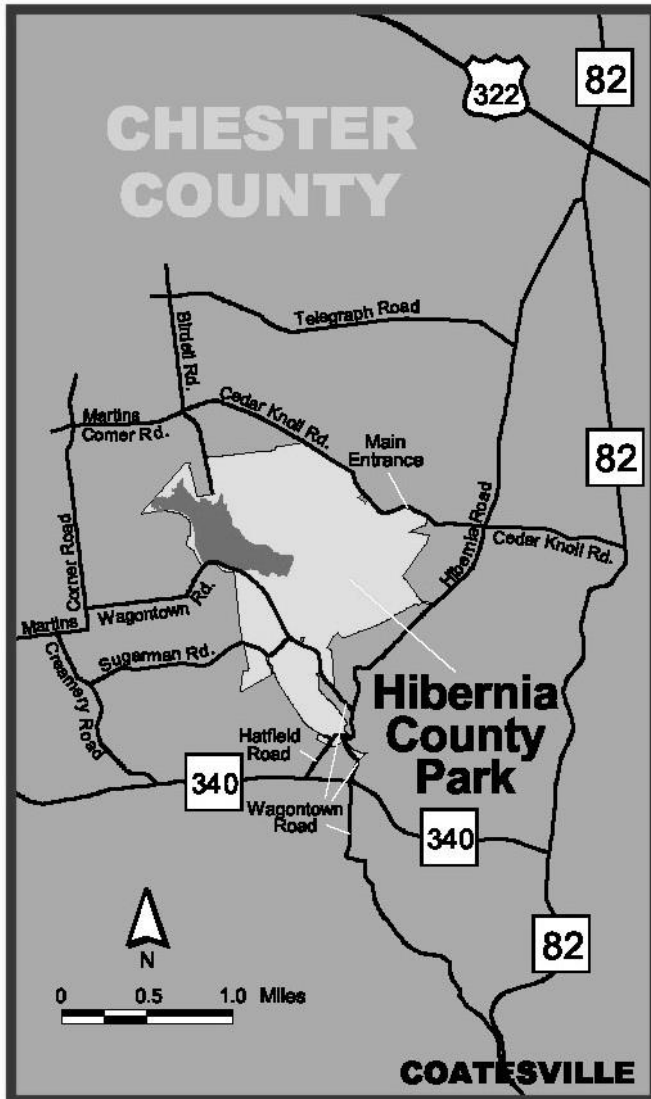 82
322
CHESTER
COUNTY
Telegraph Road
Birdell Rd.
Cedar Knoll Rd.
Martins
Corner Rd.
Main
Entrance
82
Hibernia Road
Cedar Knoll Rd.
Corner Road
Wagontown
Rd.
Martins
Sugarman Rd.
Creamery Road
Hibernia
County
Park
Hatfield
Road
340
Wagontown
Road
340
82
N
0 0.5 1.0 Miles
COATESVILLE